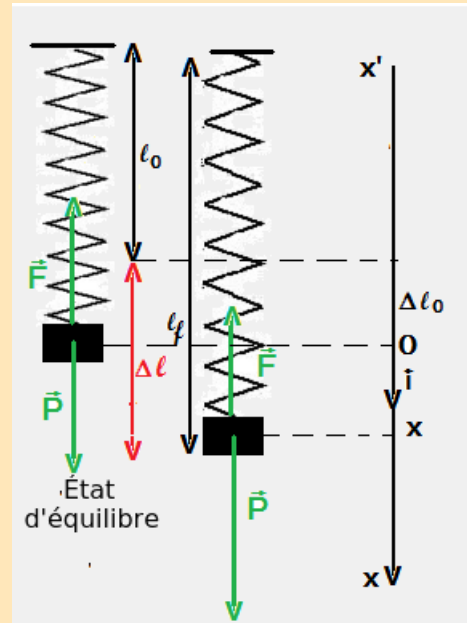 x'
ℓ₀
Δℓ₀
F⃗
ℓf
O
Δℓ
F⃗
i⃗
P⃗
x
État
d'équilibre
P⃗
x